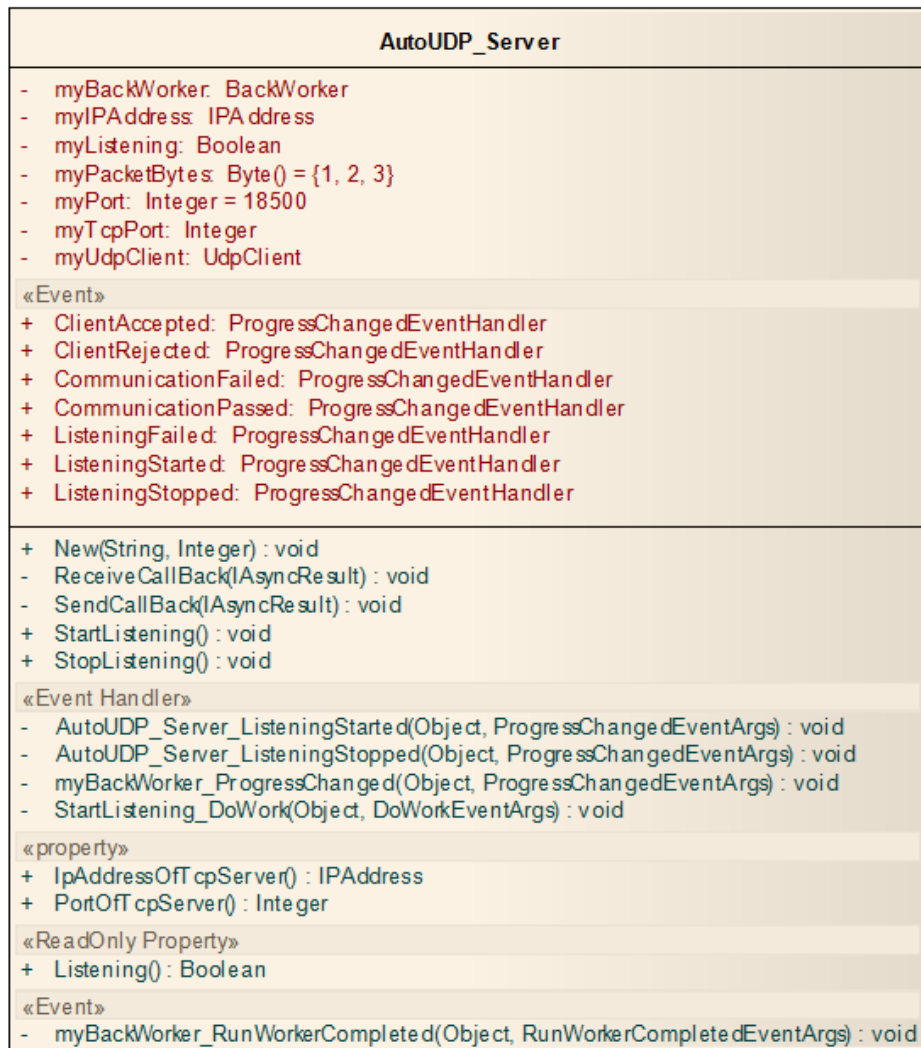 AutoUDP_Server
- myBackWorker: BackWorker
- myIPAddress: IPAddress
- myListening: Boolean
- myPacketBytes: Byte() = {1, 2, 3}
- myPort: Integer = 18500
- myTcpPort: Integer
- myUdpClient: UdpClient
«Event»
+ ClientAccepted: ProgressChangedEventHandler
+ ClientRejected: ProgressChangedEventHandler
+ CommunicationFailed: ProgressChangedEventHandler
+ CommunicationPassed: ProgressChangedEventHandler
+ ListeningFailed: ProgressChangedEventHandler
+ ListeningStarted: ProgressChangedEventHandler
+ ListeningStopped: ProgressChangedEventHandler
+ New(String, Integer) : void
- ReceiveCallBack(IAsyncResult) : void
- SendCallBack(IAsyncResult) : void
+ StartListening() : void
+ StopListening() : void
«Event Handler»
- AutoUDP_Server_ListeningStarted(Object, ProgressChangedEventArgs) : void
- AutoUDP_Server_ListeningStopped(Object, ProgressChangedEventArgs) : void
- myBackWorker_ProgressChanged(Object, ProgressChangedEventArgs) : void
- StartListening_DoWork(Object, DoWorkEventArgs) : void
«property»
+ IpAddressOfTcpServer() : IPAddress
+ PortOfTcpServer() : Integer
«ReadOnly Property»
+ Listening() : Boolean
«Event»
- myBackWorker_RunWorkerCompleted(Object, RunWorkerCompletedEventArgs) : void